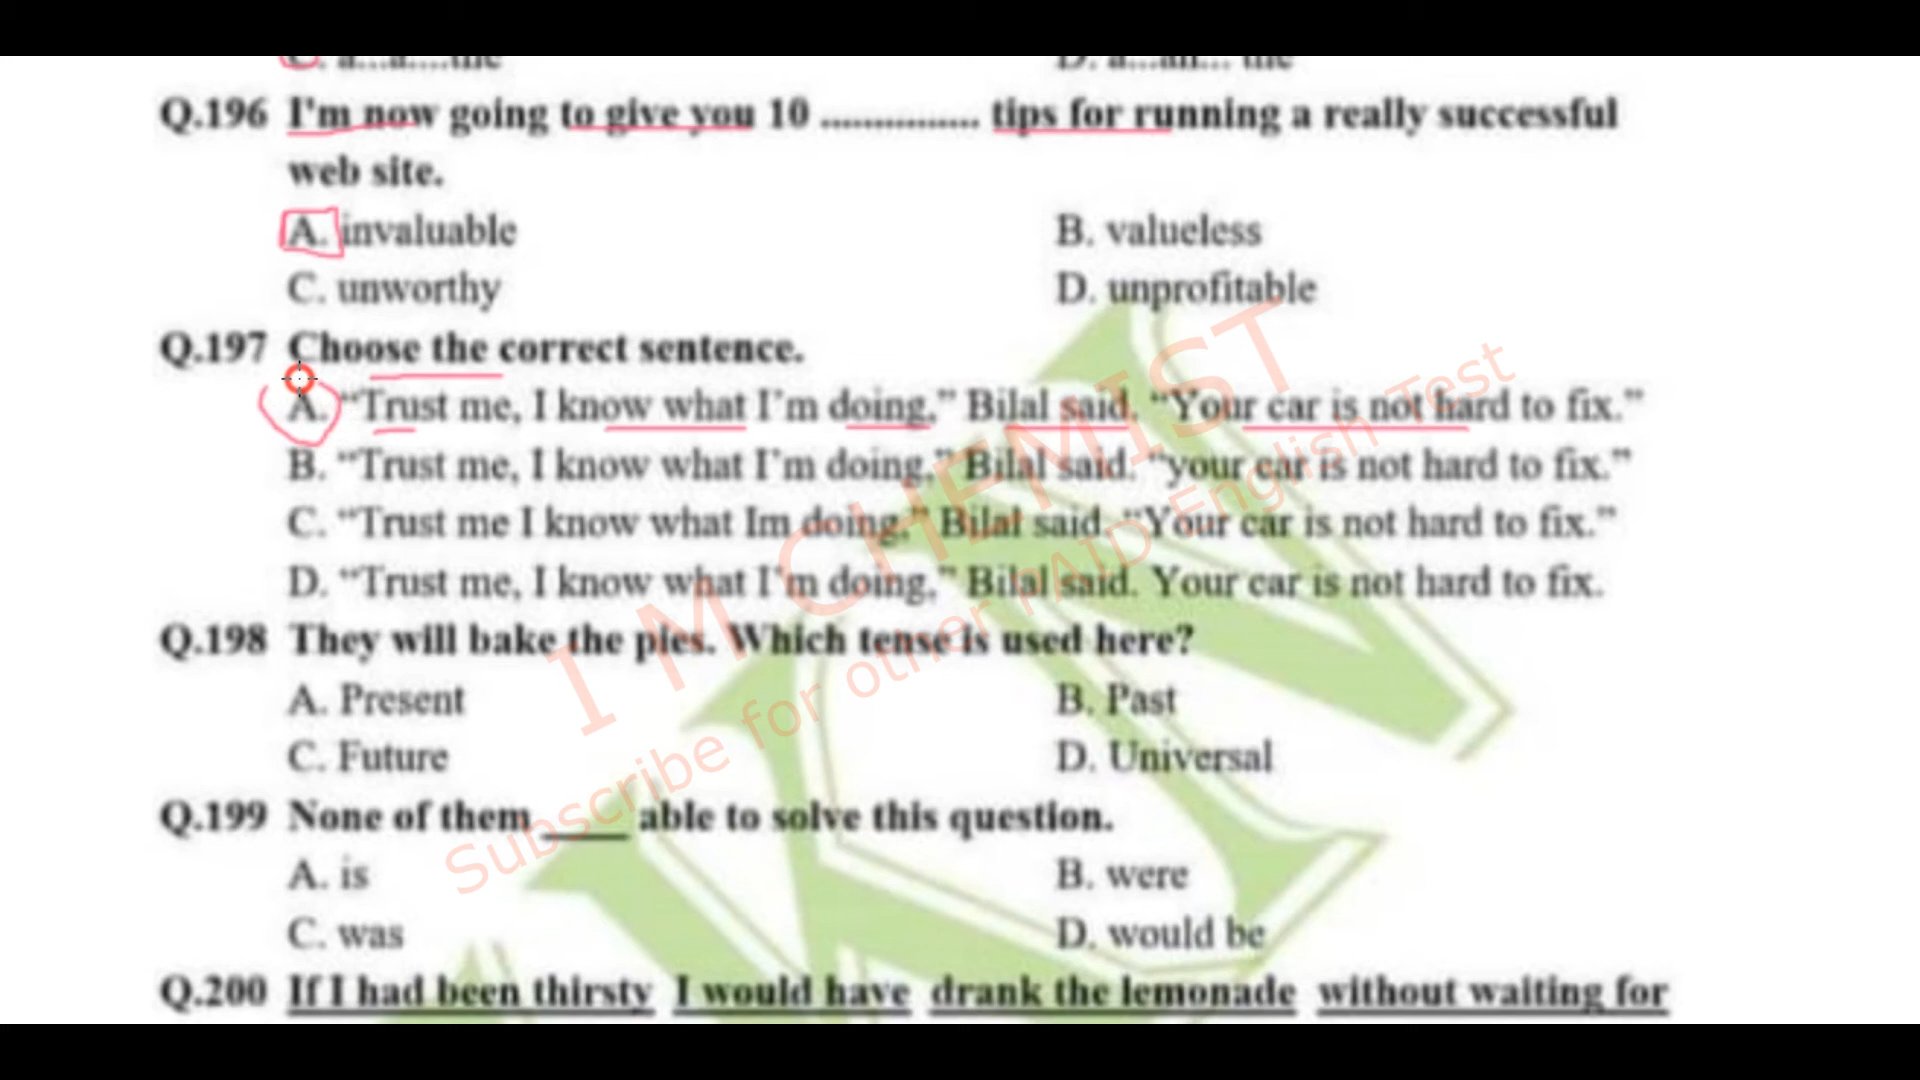 C. a...a....the D. a...an... the
Q.196 I'm now going to give you 10 ............... tips for running a really successful
web site.
A. invaluable B. valueless
C. unworthy D. unprofitable
Q.197 Choose the correct sentence.
A. “Trust me, I know what I’m doing,” Bilal said. “Your car is not hard to fix.”
B. “Trust me, I know what I’m doing,” Bilal said. “your car is not hard to fix.”
C. “Trust me I know what Im doing,” Bilal said. “Your car is not hard to fix.”
D. “Trust me, I know what I’m doing,” Bilal said. Your car is not hard to fix.
Q.198 They will bake the pies. Which tense is used here?
A. Present B. Past
C. Future D. Universal
Q.199 None of them ____ able to solve this question.
A. is B. were
C. was D. would be
Q.200 If I had been thirsty I would have drank the lemonade without waiting for
I M CHEMIST
Subscribe for other PAID English Test